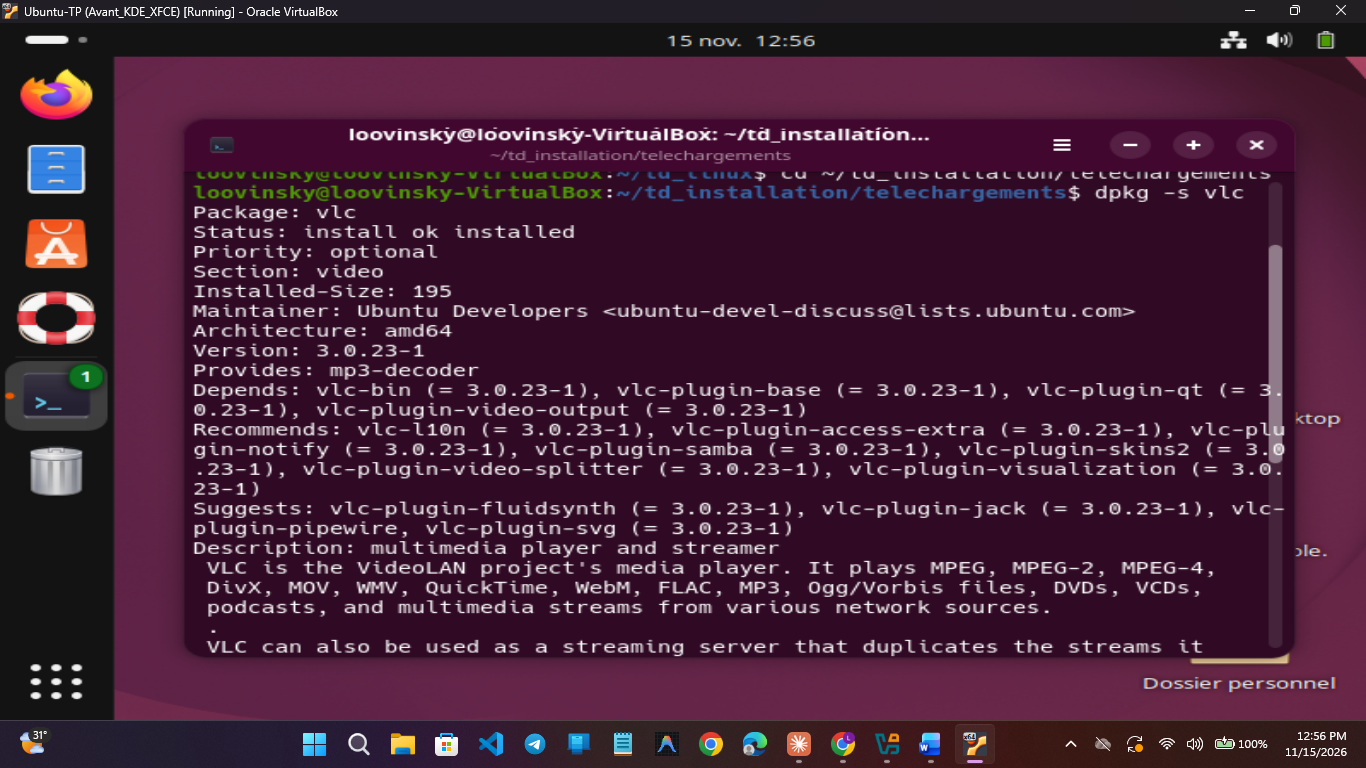 Ubuntu-TP (Avant_KDE_XFCE) [Running] - Oracle VirtualBox
15 nov. 12:56
loovinsky@loovinsky-VirtualBox: ~/td_installation...
~/td_installation/telechargements
loovinsky@loovinsky-VirtualBox:~/td_linux$ cd ~/td_installation/telechargements
loovinsky@loovinsky-VirtualBox:~/td_installation/telechargements$ dpkg -s vlc
Package: vlc
Status: install ok installed
Priority: optional
Section: video
Installed-Size: 195
Maintainer: Ubuntu Developers <ubuntu-devel-discuss@lists.ubuntu.com>
Architecture: amd64
Version: 3.0.23-1
Provides: mp3-decoder
Depends: vlc-bin (= 3.0.23-1), vlc-plugin-base (= 3.0.23-1), vlc-plugin-qt (= 3.
0.23-1), vlc-plugin-video-output (= 3.0.23-1)
Recommends: vlc-l10n (= 3.0.23-1), vlc-plugin-access-extra (= 3.0.23-1), vlc-plu
gin-notify (= 3.0.23-1), vlc-plugin-samba (= 3.0.23-1), vlc-plugin-skins2 (= 3.0
.23-1), vlc-plugin-video-splitter (= 3.0.23-1), vlc-plugin-visualization (= 3.0.
23-1)
Suggests: vlc-plugin-fluidsynth (= 3.0.23-1), vlc-plugin-jack (= 3.0.23-1), vlc-
plugin-pipewire, vlc-plugin-svg (= 3.0.23-1)
Description: multimedia player and streamer
VLC is the VideoLAN project's media player. It plays MPEG, MPEG-2, MPEG-4,
DivX, MOV, WMV, QuickTime, WebM, FLAC, MP3, Ogg/Vorbis files, DVDs, VCDs,
podcasts, and multimedia streams from various network sources.
.
VLC can also be used as a streaming server that duplicates the streams it
1
ktop
ble.
Dossier personnel
31°
100%
12:56 PM
11/15/2026